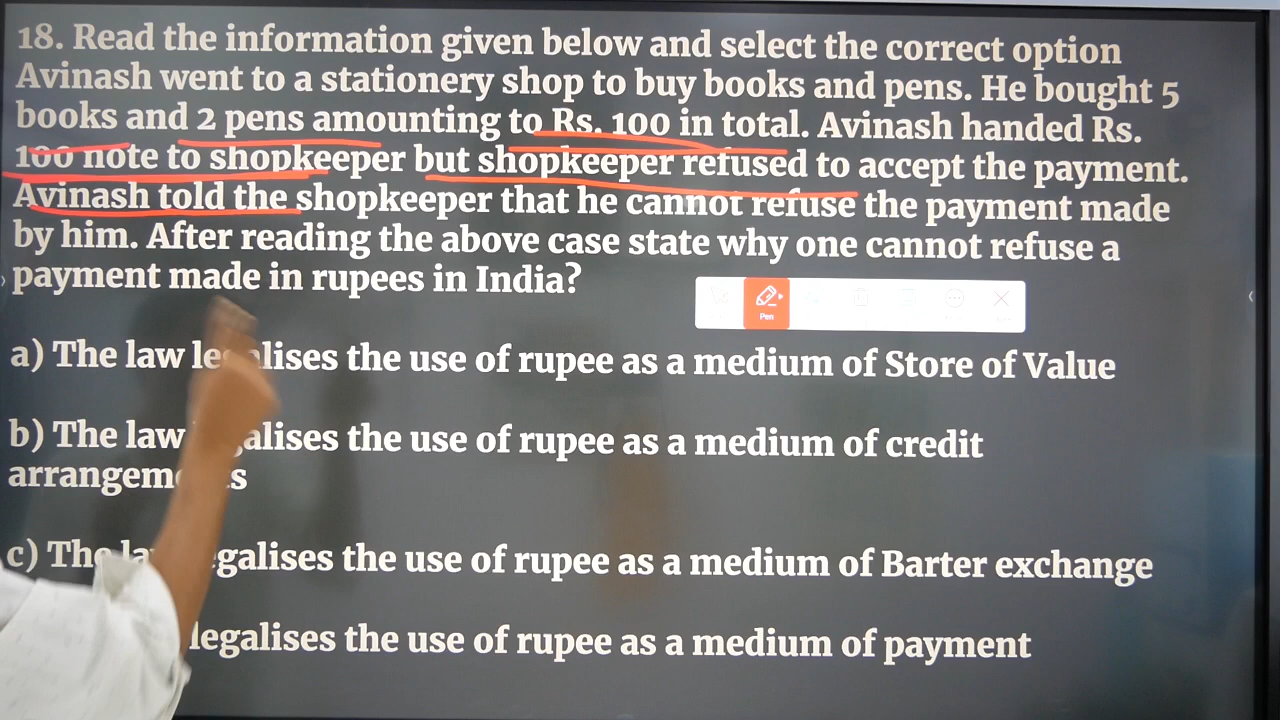 18. Read the information given below and select the correct option
Avinash went to a stationery shop to buy books and pens. He bought 5
books and 2 pens amounting to Rs. 100 in total. Avinash handed Rs.
100 note to shopkeeper but shopkeeper refused to accept the payment.
Avinash told the shopkeeper that he cannot refuse the payment made
by him. After reading the above case state why one cannot refuse a
payment made in rupees in India?
Pen
a) The law legalises the use of rupee as a medium of Store of Value
b) The law legalises the use of rupee as a medium of credit
arrangements
c) The law legalises the use of rupee as a medium of Barter exchange
legalises the use of rupee as a medium of payment